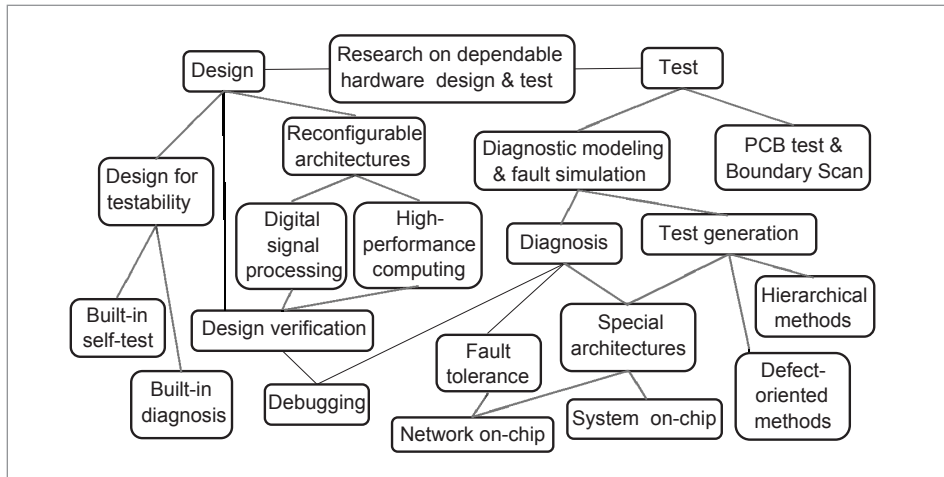 Research on dependable
hardware design & test
Design
Test
Reconfigurable
architectures
Diagnostic modeling
& fault simulation
PCB test &
Boundary Scan
Design for
testability
Digital
signal
processing
High-
performance
computing
Diagnosis
Test generation
Built-in
self-test
Design verification
Fault
tolerance
Special
architectures
Hierarchical
methods
Built-in
diagnosis
Debugging
Network on-chip
System on-chip
Defect-
oriented
methods